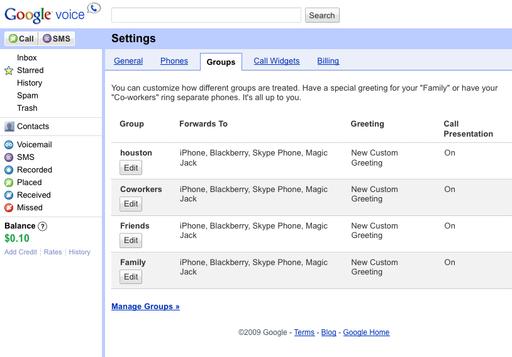 Google voice
Search
Call SMS
Settings
Inbox
Starred
History
Spam
Trash
Contacts
Voicemail
SMS
Recorded
Placed
Received
Missed
Balance ?
$0.10
Add Credit | Rates | History
General Phones Groups Call Widgets Billing
You can customize how different groups are treated. Have a special greeting for your "Family" or have your
"Co-workers" ring separate phones. It's all up to you.
Group Forwards To Greeting Call
Presentation
houston iPhone, Blackberry, Skype Phone, Magic New Custom On
Jack Greeting
Edit
Coworkers iPhone, Blackberry, Skype Phone, Magic New Custom On
Jack Greeting
Edit
Friends iPhone, Blackberry, Skype Phone, Magic New Custom On
Jack Greeting
Edit
Family iPhone, Blackberry, Skype Phone, Magic New Custom On
Jack Greeting
Edit
Manage Groups »
©2009 Google - Terms - Blog - Google Home